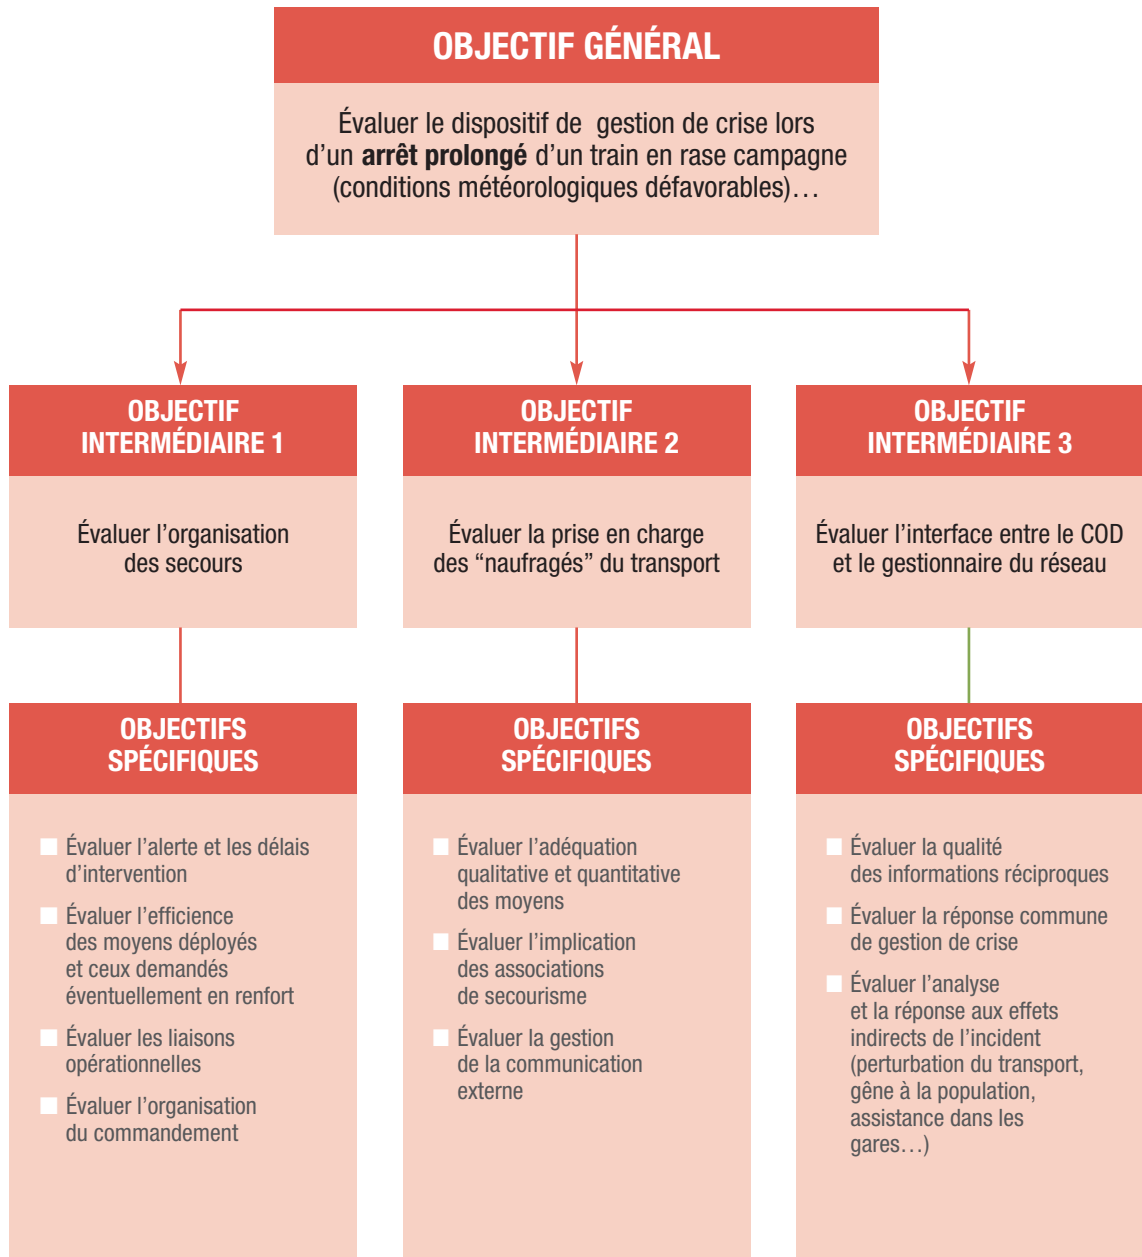 OBJECTIF GÉNÉRAL
Évaluer le dispositif de gestion de crise lors
d’un arrêt prolongé d’un train en rase campagne
(conditions météorologiques défavorables)…
OBJECTIF
INTERMÉDIAIRE 1
Évaluer l’organisation
des secours
OBJECTIFS
SPÉCIFIQUES
Évaluer l’alerte et les délais
d’intervention
Évaluer l’efficience
des moyens déployés
et ceux demandés
éventuellement en renfort
Évaluer les liaisons
opérationnelles
Évaluer l’organisation
du commandement
OBJECTIF
INTERMÉDIAIRE 2
Évaluer la prise en charge
des “naufragés” du transport
OBJECTIFS
SPÉCIFIQUES
Évaluer l’adéquation
qualitative et quantitative
des moyens
Évaluer l’implication
des associations
de secourisme
Évaluer la gestion
de la communication
externe
OBJECTIF
INTERMÉDIAIRE 3
Évaluer l’interface entre le COD
et le gestionnaire du réseau
OBJECTIFS
SPÉCIFIQUES
Évaluer la qualité
des informations réciproques
Évaluer la réponse commune
de gestion de crise
Évaluer l’analyse
et la réponse aux effets
indirects de l’incident
(perturbation du transport,
gêne à la population,
assistance dans les
gares…)